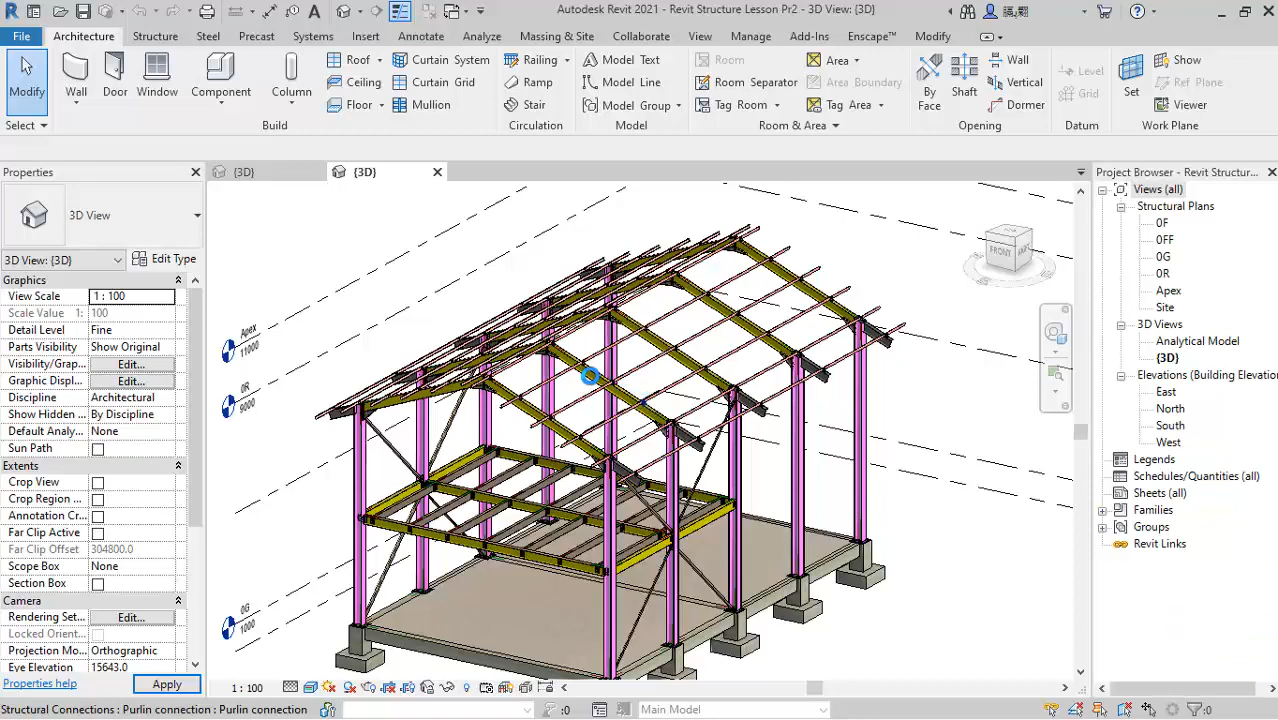 Autodesk Revit 2021 - Revit Structure Lesson Pr2 - 3D View: {3D}
File Architecture Structure Steel Precast Systems Insert Annotate Analyze Massing & Site Collaborate View Manage Add-Ins Enscape™ Modify
Modify Wall Door Window Component Column
Roof Curtain System
Ceiling Curtain Grid
Floor Mullion
Railing
Ramp
Stair
Model Text
Model Line
Model Group
Room
Room Separator
Tag Room
Area
Area Boundary
Tag Area
By Face
Shaft
Wall
Vertical
Dormer
Level
Grid
Set
Show
Ref Plane
Viewer
Select Build Circulation Model Room & Area Opening Datum Work Plane
Properties
{3D} {3D}
3D View
3D View: {3D} Edit Type
Graphics
View Scale 1 : 100
Scale Value 1: 100
Detail Level Fine
Parts Visibility Show Original
Visibility/Grap... Edit...
Graphic Displ... Edit...
Discipline Architectural
Show Hidden ... By Discipline
Default Analy... None
Sun Path
Extents
Crop View
Crop Region ...
Annotation Cr...
Far Clip Active
Far Clip Offset 304800.0
Scope Box None
Section Box
Camera
Rendering Set... Edit...
Locked Orient...
Projection Mo... Orthographic
Eye Elevation 15643.0
Properties help Apply
Apex
11000
0R
9000
0G
1000
FRONT
Project Browser - Revit Structur...
Views (all)
Structural Plans
0F
0FF
0G
0R
Apex
Site
3D Views
Analytical Model
{3D}
Elevations (Building Elevation
East
North
South
West
Legends
Schedules/Quantities (all)
Sheets (all)
Families
Groups
Revit Links
1 : 100
Structural Connections : Purlin connection : Purlin connection
:0
Main Model
:0